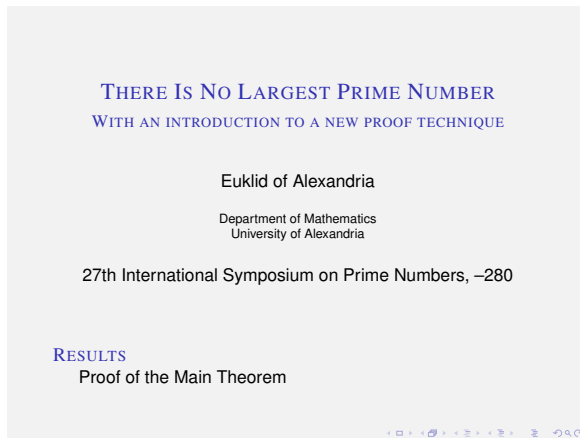 THERE IS NO LARGEST PRIME NUMBER
WITH AN INTRODUCTION TO A NEW PROOF TECHNIQUE
Euklid of Alexandria
Department of Mathematics
University of Alexandria
27th International Symposium on Prime Numbers, –280
RESULTS
Proof of the Main Theorem